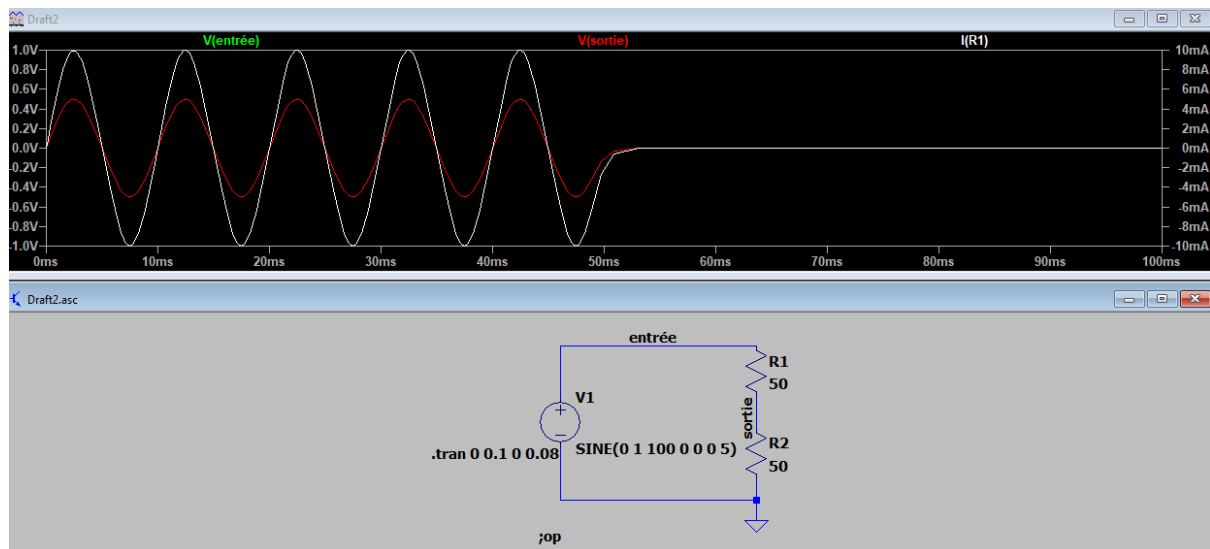 Draft2
V(entrée) V(sortie) I(R1)
1.0V 10mA
0.8V 8mA
0.6V 6mA
0.4V 4mA
0.2V 2mA
0.0V 0mA
-0.2V -2mA
-0.4V -4mA
-0.6V -6mA
-0.8V -8mA
-1.0V -10mA
0ms 10ms 20ms 30ms 40ms 50ms 60ms 70ms 80ms 90ms 100ms
Draft2.asc
entrée
R1
50
V1
sortie
.tran 0 0.1 0 0.08 SINE(0 1 100 0 0 0 5)
R2
50
;op